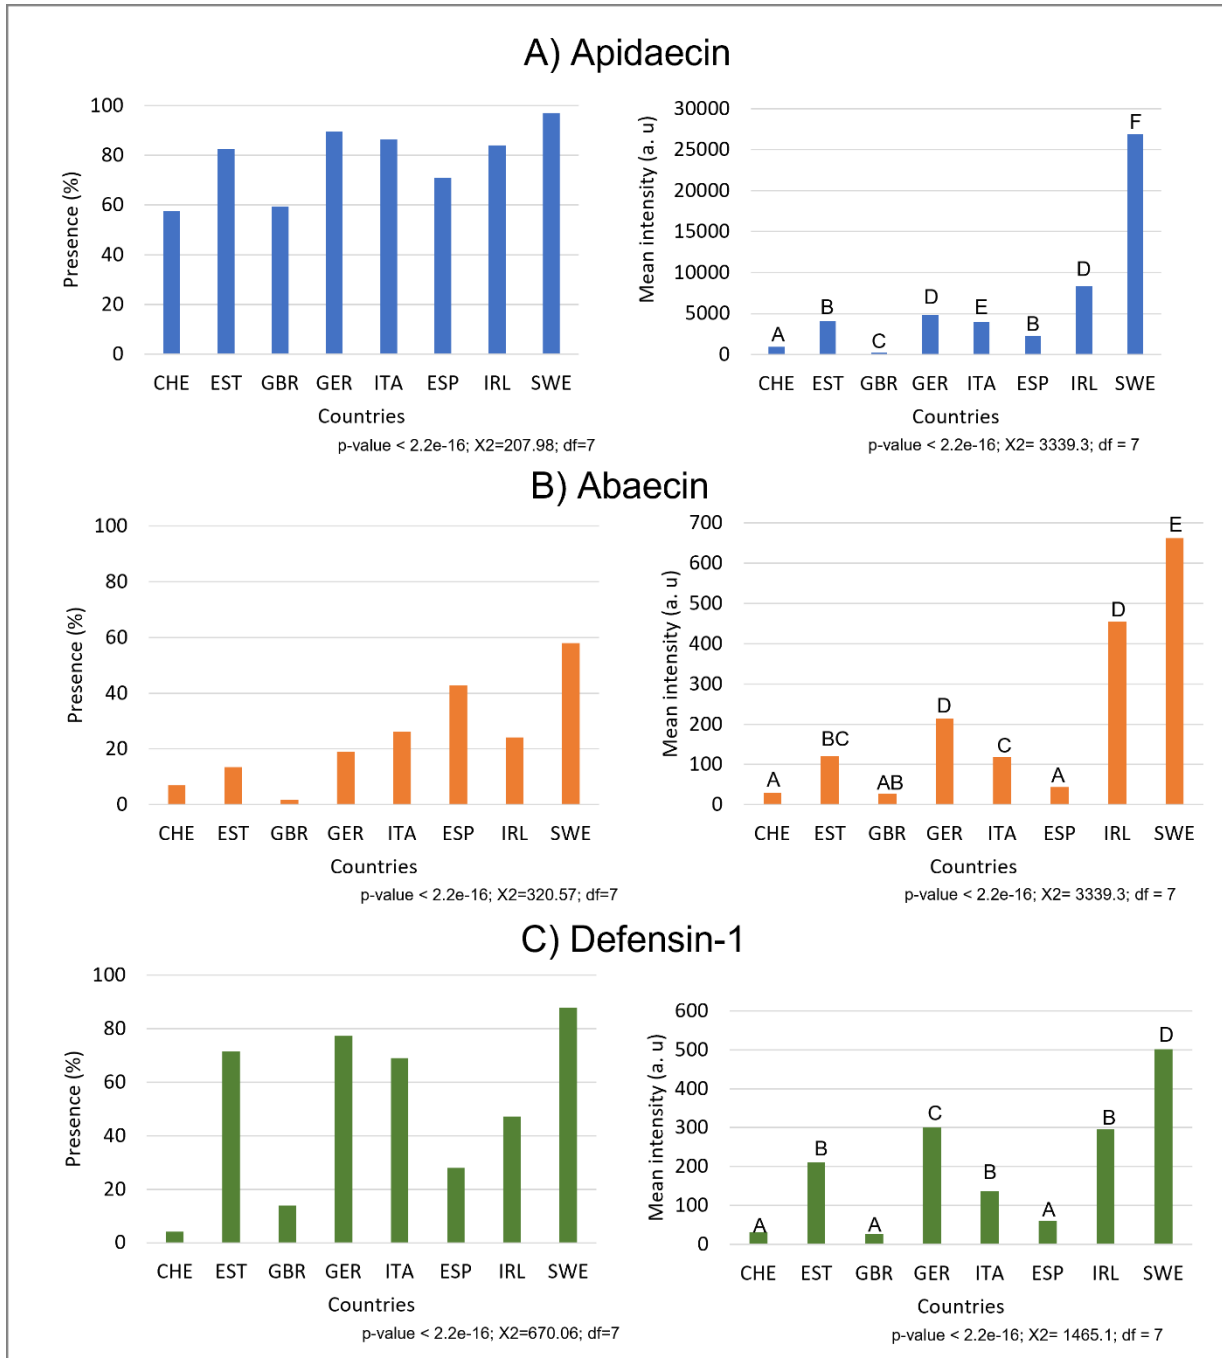 A) Apidaecin
Presence (%)
100
80
60
40
20
0
CHE EST GBR GER ITA ESP IRL SWE
Countries
p-value < 2.2e-16; X2=207.98; df=7
Mean intensity (a. u)
30000
25000
20000
15000
10000
5000
0
A B C D E B D F
CHE EST GBR GER ITA ESP IRL SWE
Countries
p-value < 2.2e-16; X2= 3339.3; df = 7
B) Abaecin
Presence (%)
100
80
60
40
20
0
CHE EST GBR GER ITA ESP IRL SWE
Countries
p-value < 2.2e-16; X2=320.57; df=7
Mean intensity (a. u)
700
600
500
400
300
200
100
0
A BC AB D C A D E
CHE EST GBR GER ITA ESP IRL SWE
Countries
p-value < 2.2e-16; X2= 3339.3; df = 7
C) Defensin-1
Presence (%)
100
80
60
40
20
0
CHE EST GBR GER ITA ESP IRL SWE
Countries
p-value < 2.2e-16; X2=670.06; df=7
Mean intensity (a. u)
600
500
400
300
200
100
0
A B A C B A B D
CHE EST GBR GER ITA ESP IRL SWE
Countries
p-value < 2.2e-16; X2= 1465.1; df = 7